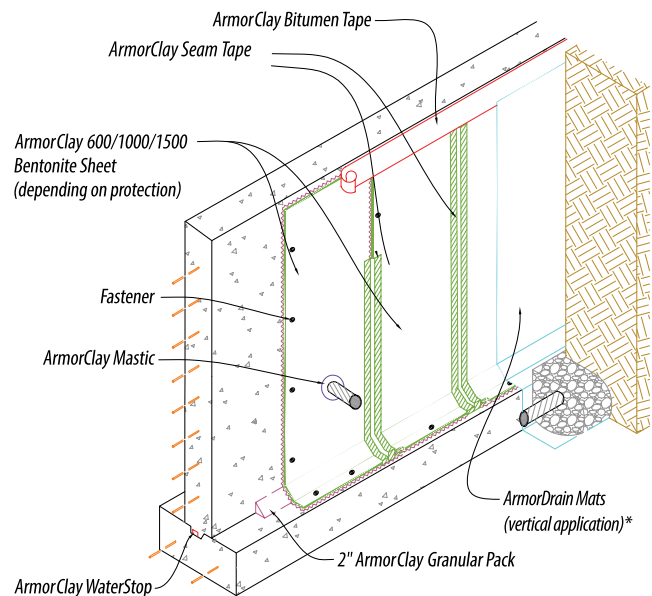 ArmorClay Bitumen Tape
ArmorClay Seam Tape
ArmorClay 600/1000/1500
Bentonite Sheet
(depending on protection)
Fastener
ArmorClay Mastic
ArmorDrain Mats
(vertical application)*
2" ArmorClay Granular Pack
ArmorClay WaterStop